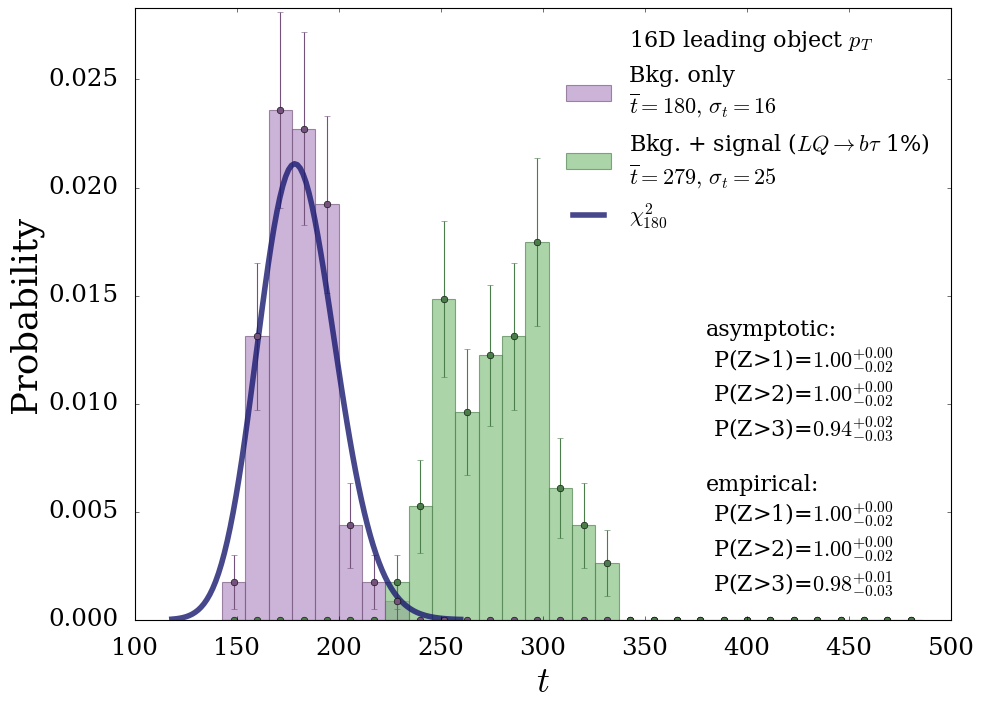 16D leading object $p_T$
Bkg. only
$\overline{t} = 180$, $\sigma_t = 16$
Bkg. + signal ($LQ \rightarrow b\tau$ 1%)
$\overline{t} = 279$, $\sigma_t = 25$
$\chi^2_{180}$
asymptotic:
P(Z>1)=$1.00^{+0.00}_{-0.02}$
P(Z>2)=$1.00^{+0.00}_{-0.02}$
P(Z>3)=$0.94^{+0.02}_{-0.03}$
empirical:
P(Z>1)=$1.00^{+0.00}_{-0.02}$
P(Z>2)=$1.00^{+0.00}_{-0.02}$
P(Z>3)=$0.98^{+0.01}_{-0.03}$
Probability
0.025
0.020
0.015
0.010
0.005
0.000
100 150 200 250 300 350 400 450 500
$t$